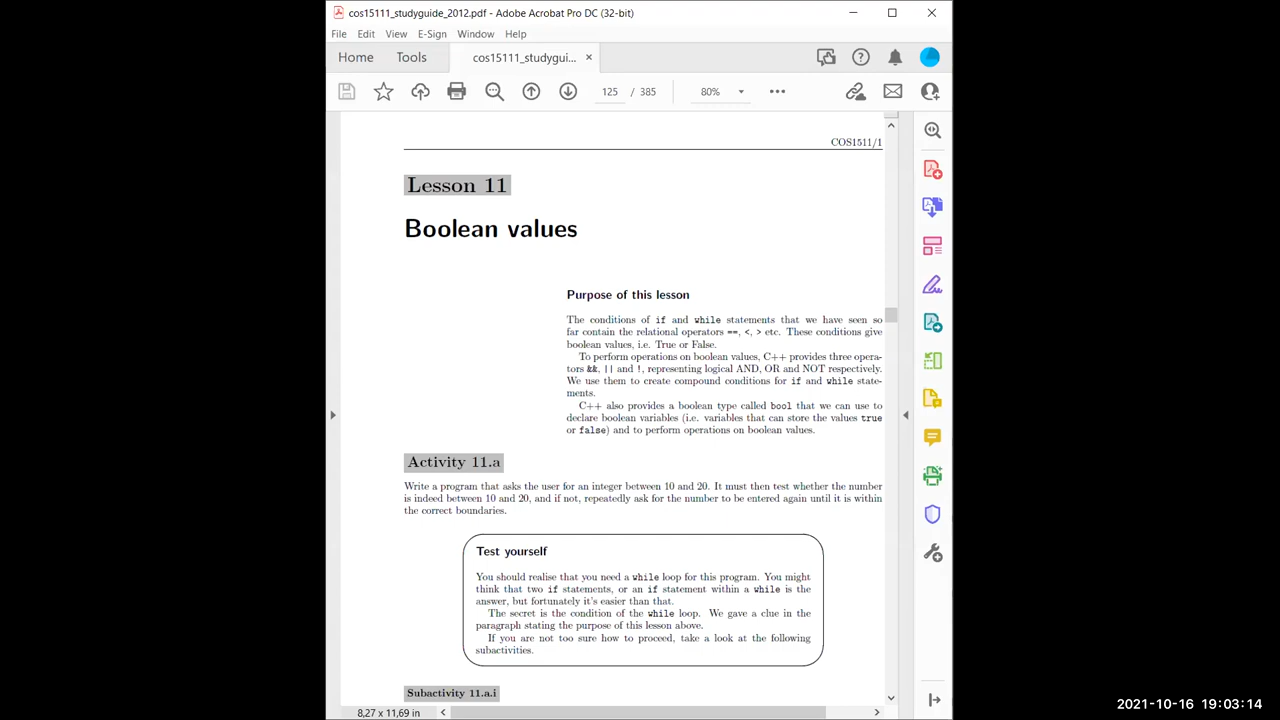 cos15111_studyguide_2012.pdf - Adobe Acrobat Pro DC (32-bit)
File Edit View E-Sign Window Help
Home Tools cos15111_studygui... ×
125 / 385 80%
COS1511/1
Lesson 11
Boolean values
Purpose of this lesson
The conditions of if and while statements that we have seen so
far contain the relational operators ==, <, > etc. These conditions give
boolean values, i.e. True or False.
To perform operations on boolean values, C++ provides three opera-
tors &&, || and !, representing logical AND, OR and NOT respectively.
We use them to create compound conditions for if and while state-
ments.
C++ also provides a boolean type called bool that we can use to
declare boolean variables (i.e. variables that can store the values true
or false) and to perform operations on boolean values.
Activity 11.a
Write a program that asks the user for an integer between 10 and 20. It must then test whether the number
is indeed between 10 and 20, and if not, repeatedly ask for the number to be entered again until it is within
the correct boundaries.
Test yourself
You should realise that you need a while loop for this program. You might
think that two if statements, or an if statement within a while is the
answer, but fortunately it's easier than that.
The secret is the condition of the while loop. We gave a clue in the
paragraph stating the purpose of this lesson above.
If you are not too sure how to proceed, take a look at the following
subactivities.
Subactivity 11.a.i
8,27 x 11,69 in
2021-10-16 19:03:14